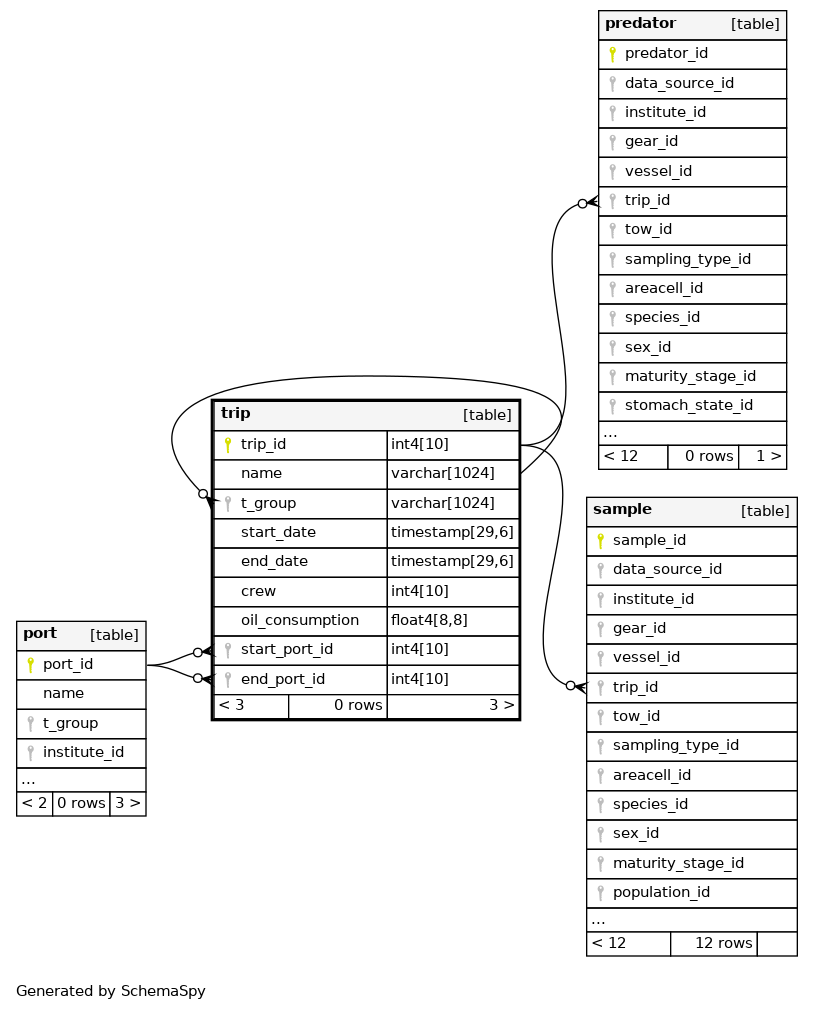 predator [table]
predator_id
data_source_id
institute_id
gear_id
vessel_id
trip_id
tow_id
sampling_type_id
areacell_id
species_id
sex_id
maturity_stage_id
stomach_state_id
...
< 12 0 rows 1 >
trip [table]
trip_id int4[10]
name varchar[1024]
t_group varchar[1024]
start_date timestamp[29,6]
end_date timestamp[29,6]
crew int4[10]
oil_consumption float4[8,8]
start_port_id int4[10]
end_port_id int4[10]
< 3 0 rows 3 >
sample [table]
sample_id
data_source_id
institute_id
gear_id
vessel_id
trip_id
tow_id
sampling_type_id
areacell_id
species_id
sex_id
maturity_stage_id
population_id
...
< 12 12 rows
port [table]
port_id
name
t_group
institute_id
...
< 2 0 rows 3 >
Generated by SchemaSpy